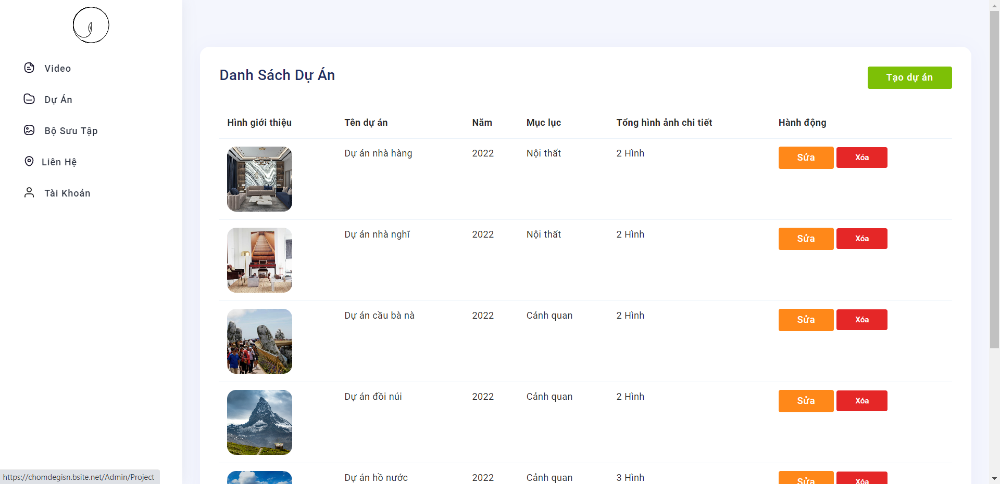 Video
Dự Án
Bộ Sưu Tập
Liên Hệ
Tài Khoản
Danh Sách Dự Án
Tạo dự án
Hình giới thiệu Tên dự án Năm Mục lục Tổng hình ảnh chi tiết Hành động
Dự án nhà hàng 2022 Nội thất 2 Hình Sửa Xóa
Dự án nhà nghĩ 2022 Nội thất 2 Hình Sửa Xóa
Dự án cầu bà nà 2022 Cảnh quan 2 Hình Sửa Xóa
Dự án đồi núi 2022 Cảnh quan 2 Hình Sửa Xóa
Dự án hồ nước 2022 Cảnh quan 3 Hình Sửa Xóa
https://chomdegisn.bsite.net/Admin/Project